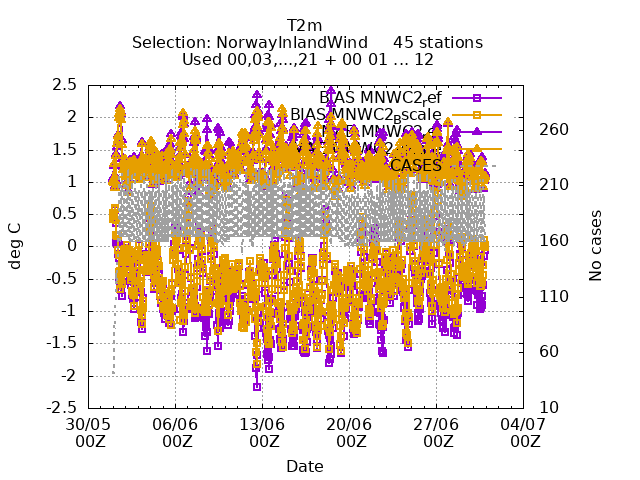 T2m
Selection: NorwayInlandWind 45 stations
Used 00,03,...,21 + 00 01 ... 12
BIAS MNWC2_ref
BIAS MNWC2_Bscale
CASES
deg C
2.5
2
1.5
1
0.5
0
-0.5
-1
-1.5
-2
-2.5
No cases
260
210
160
110
60
10
30/05 00Z
06/06 00Z
13/06 00Z
20/06 00Z
27/06 00Z
04/07 00Z
Date